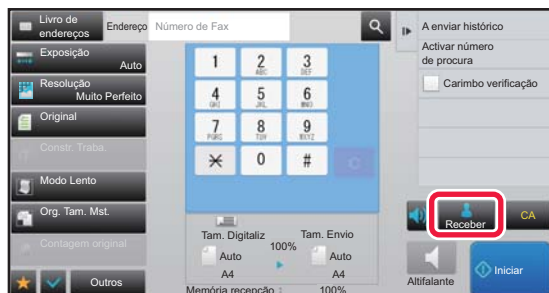 Livro de
endereços
Endereço
Número de Fax
A enviar histórico
Exposição
Auto
Activar número
de procura
Resolução
Muito Perfeito
Carimbo verificação
Original
Constr. Traba.
Modo Lento
Org. Tam. Mst.
Contagem original
Outros
1
2
ABC
3
DEF
4
GHI
5
JKL
6
MNO
7
PQRS
8
TUV
9
WXYZ
0
#
C
Tam. Digitaliz
Tam. Envio
100%
Auto
Auto
A4
A4
Memória recepção :
100%
Receber
CA
Altifalante
Iniciar